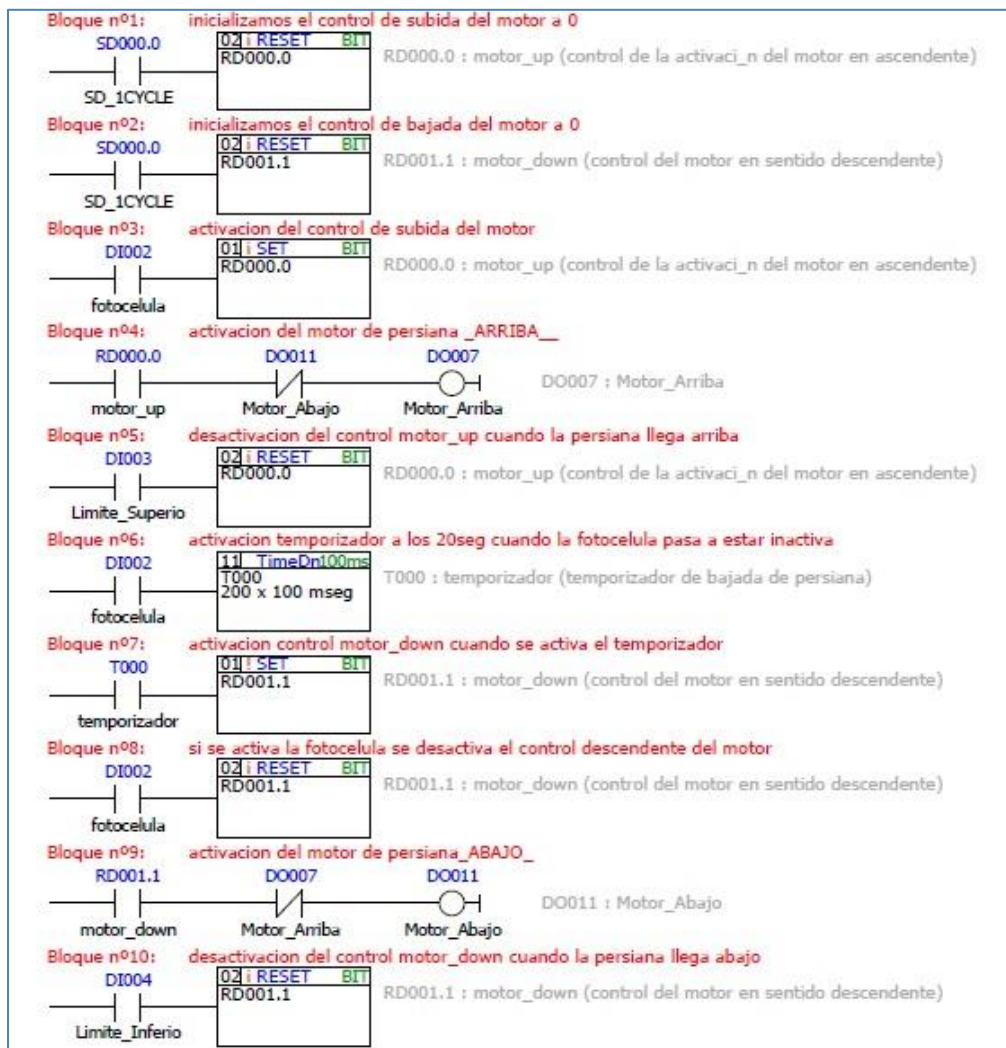 Bloque nº1: inicializamos el control de subida del motor a 0
SD000.0 02 i RESET BIT
RD000.0 RD000.0 : motor_up (control de la activaci_n del motor en ascendente)
SD_1CYCLE
Bloque nº2: inicializamos el control de bajada del motor a 0
SD000.0 02 i RESET BIT
RD001.1 RD001.1 : motor_down (control del motor en sentido descendente)
SD_1CYCLE
Bloque nº3: activacion del control de subida del motor
DI002 01 i SET BIT
RD000.0 RD000.0 : motor_up (control de la activaci_n del motor en ascendente)
fotocelula
Bloque nº4: activacion del motor de persiana _ARRIBA__
RD000.0 DO011 DO007
DO007 : Motor_Arriba
motor_up Motor_Abajo Motor_Arriba
Bloque nº5: desactivacion del control motor_up cuando la persiana llega arriba
DI003 02 i RESET BIT
RD000.0 RD000.0 : motor_up (control de la activaci_n del motor en ascendente)
Limite_Superio
Bloque nº6: activacion temporizador a los 20seg cuando la fotocelula pasa a estar inactiva
DI002 11 TimeDn100ms
T000 T000 : temporizador (temporizador de bajada de persiana)
200 x 100 mseg
fotocelula
Bloque nº7: activacion control motor_down cuando se activa el temporizador
T000 01 ! SET BIT
RD001.1 RD001.1 : motor_down (control del motor en sentido descendente)
temporizador
Bloque nº8: si se activa la fotocelula se desactiva el control descendente del motor
DI002 02 i RESET BIT
RD001.1 RD001.1 : motor_down (control del motor en sentido descendente)
fotocelula
Bloque nº9: activacion del motor de persiana_ABAJO_
RD001.1 DO007 DO011
DO011 : Motor_Abajo
motor_down Motor_Arriba Motor_Abajo
Bloque nº10: desactivacion del control motor_down cuando la persiana llega abajo
DI004 02 i RESET BIT
RD001.1 RD001.1 : motor_down (control del motor en sentido descendente)
Limite_Inferio